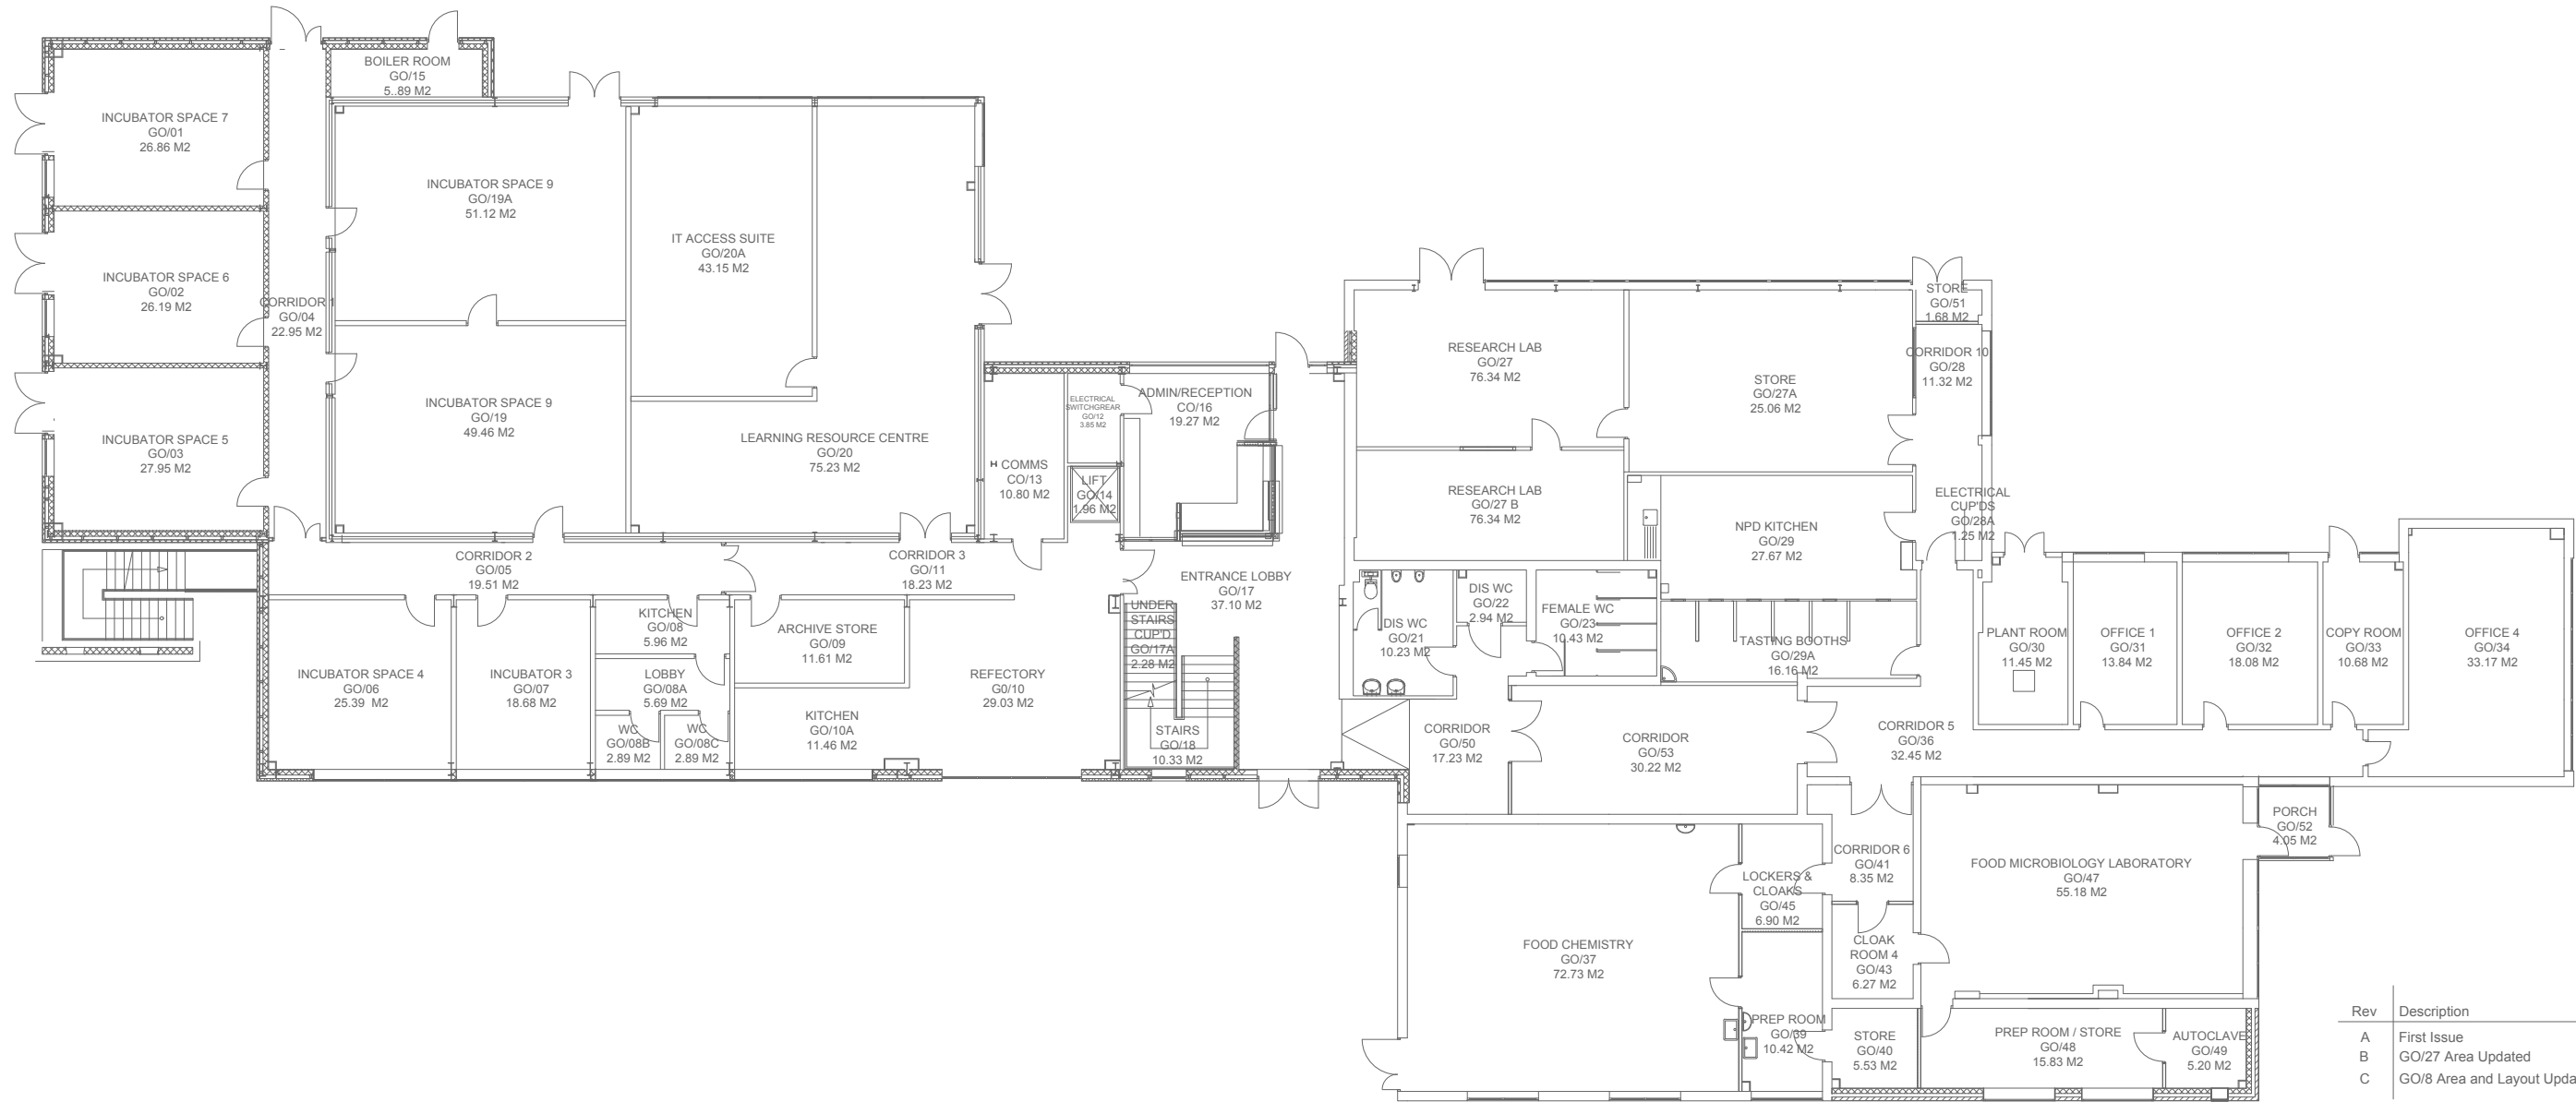 BOILER ROOM
GO/15
5..89 M2
INCUBATOR SPACE 7
GO/01
26.86 M2
INCUBATOR SPACE 9
GO/19A
51.12 M2
IT ACCESS SUITE
GO/20A
43.15 M2
INCUBATOR SPACE 6
GO/02
26.19 M2
CORRIDOR 1
GO/04
22.95 M2
INCUBATOR SPACE 5
GO/03
27.95 M2
INCUBATOR SPACE 9
GO/19
49.46 M2
LEARNING RESOURCE CENTRE
GO/20
75.23 M2
COMMS
CO/13
10.80 M2
ELECTRICAL
SWITCHGREAR
GO/12
3.85 M2
LIFT
GO/14
1.96 M2
ADMIN/RECEPTION
CO/16
19.27 M2
RESEARCH LAB
GO/27
76.34 M2
STORE
GO/27A
25.06 M2
STORE
GO/51
1.68 M2
CORRIDOR 10
GO/28
11.32 M2
RESEARCH LAB
GO/27 B
76.34 M2
NPD KITCHEN
GO/29
27.67 M2
ELECTRICAL
CUP'DS
GO/28A
1.25 M2
CORRIDOR 2
GO/05
19.51 M2
CORRIDOR 3
GO/11
18.23 M2
ENTRANCE LOBBY
GO/17
37.10 M2
INCUBATOR SPACE 4
GO/06
25.39 M2
INCUBATOR 3
GO/07
18.68 M2
KITCHEN
GO/08
5.96 M2
LOBBY
GO/08A
5.69 M2
WC
GO/08B
2.89 M2
WC
GO/08C
2.89 M2
ARCHIVE STORE
GO/09
11.61 M2
KITCHEN
GO/10A
11.46 M2
REFECTORY
G0/10
29.03 M2
UNDER
STAIRS
CUP'D
GO/17A
2.28 M2
STAIRS
GO/18
10.33 M2
DIS WC
GO/21
10.23 M2
DIS WC
GO/22
2.94 M2
FEMALE WC
GO/23
10.43 M2
TASTING BOOTHS
GO/29A
16.16 M2
PLANT ROOM
GO/30
11.45 M2
OFFICE 1
GO/31
13.84 M2
OFFICE 2
GO/32
18.08 M2
COPY ROOM
GO/33
10.68 M2
OFFICE 4
GO/34
33.17 M2
CORRIDOR
GO/50
17.23 M2
CORRIDOR
GO/53
30.22 M2
CORRIDOR 5
GO/36
32.45 M2
PORCH
GO/52
4.05 M2
CORRIDOR 6
GO/41
8.35 M2
FOOD MICROBIOLOGY LABORATORY
GO/47
55.18 M2
LOCKERS &
CLOAKS
GO/45
6.90 M2
FOOD CHEMISTRY
GO/37
72.73 M2
CLOAK
ROOM 4
GO/43
6.27 M2
PREP ROOM
GO/39
10.42 M2
STORE
GO/40
5.53 M2
PREP ROOM / STORE
GO/48
15.83 M2
AUTOCLAVE
GO/49
5.20 M2
Rev Description
A First Issue
B GO/27 Area Updated
C GO/8 Area and Layout Upda